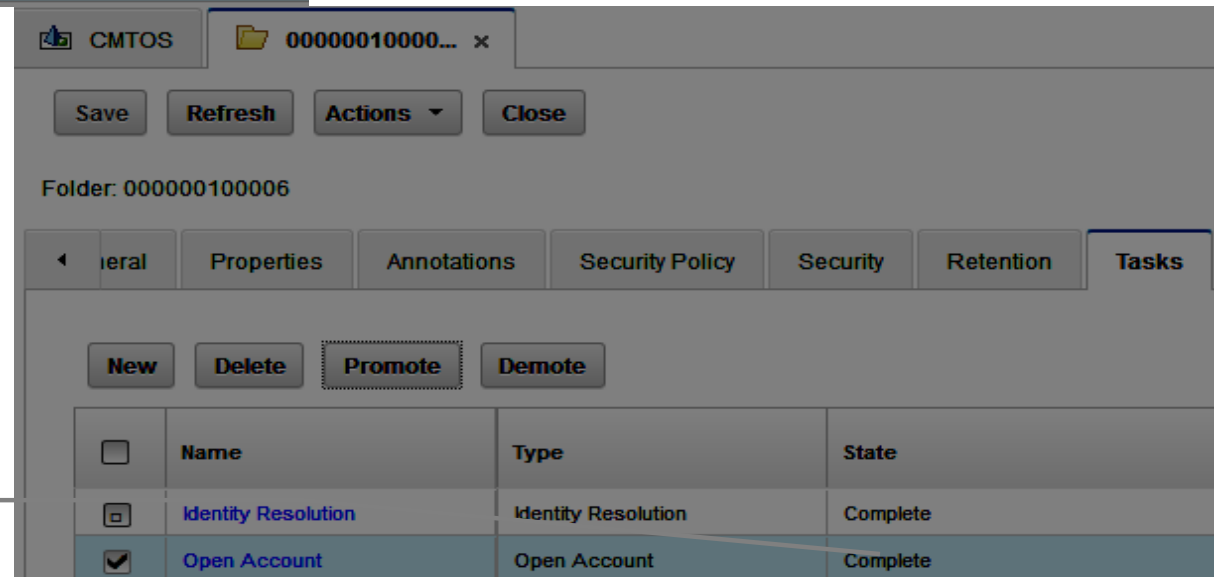 CMTOS 00000010000... ×
Save Refresh Actions Close
Folder: 000000100006
ieral Properties Annotations Security Policy Security Retention Tasks
New Delete Promote Demote
Name Type State
Identity Resolution Identity Resolution Complete
Open Account Open Account Complete